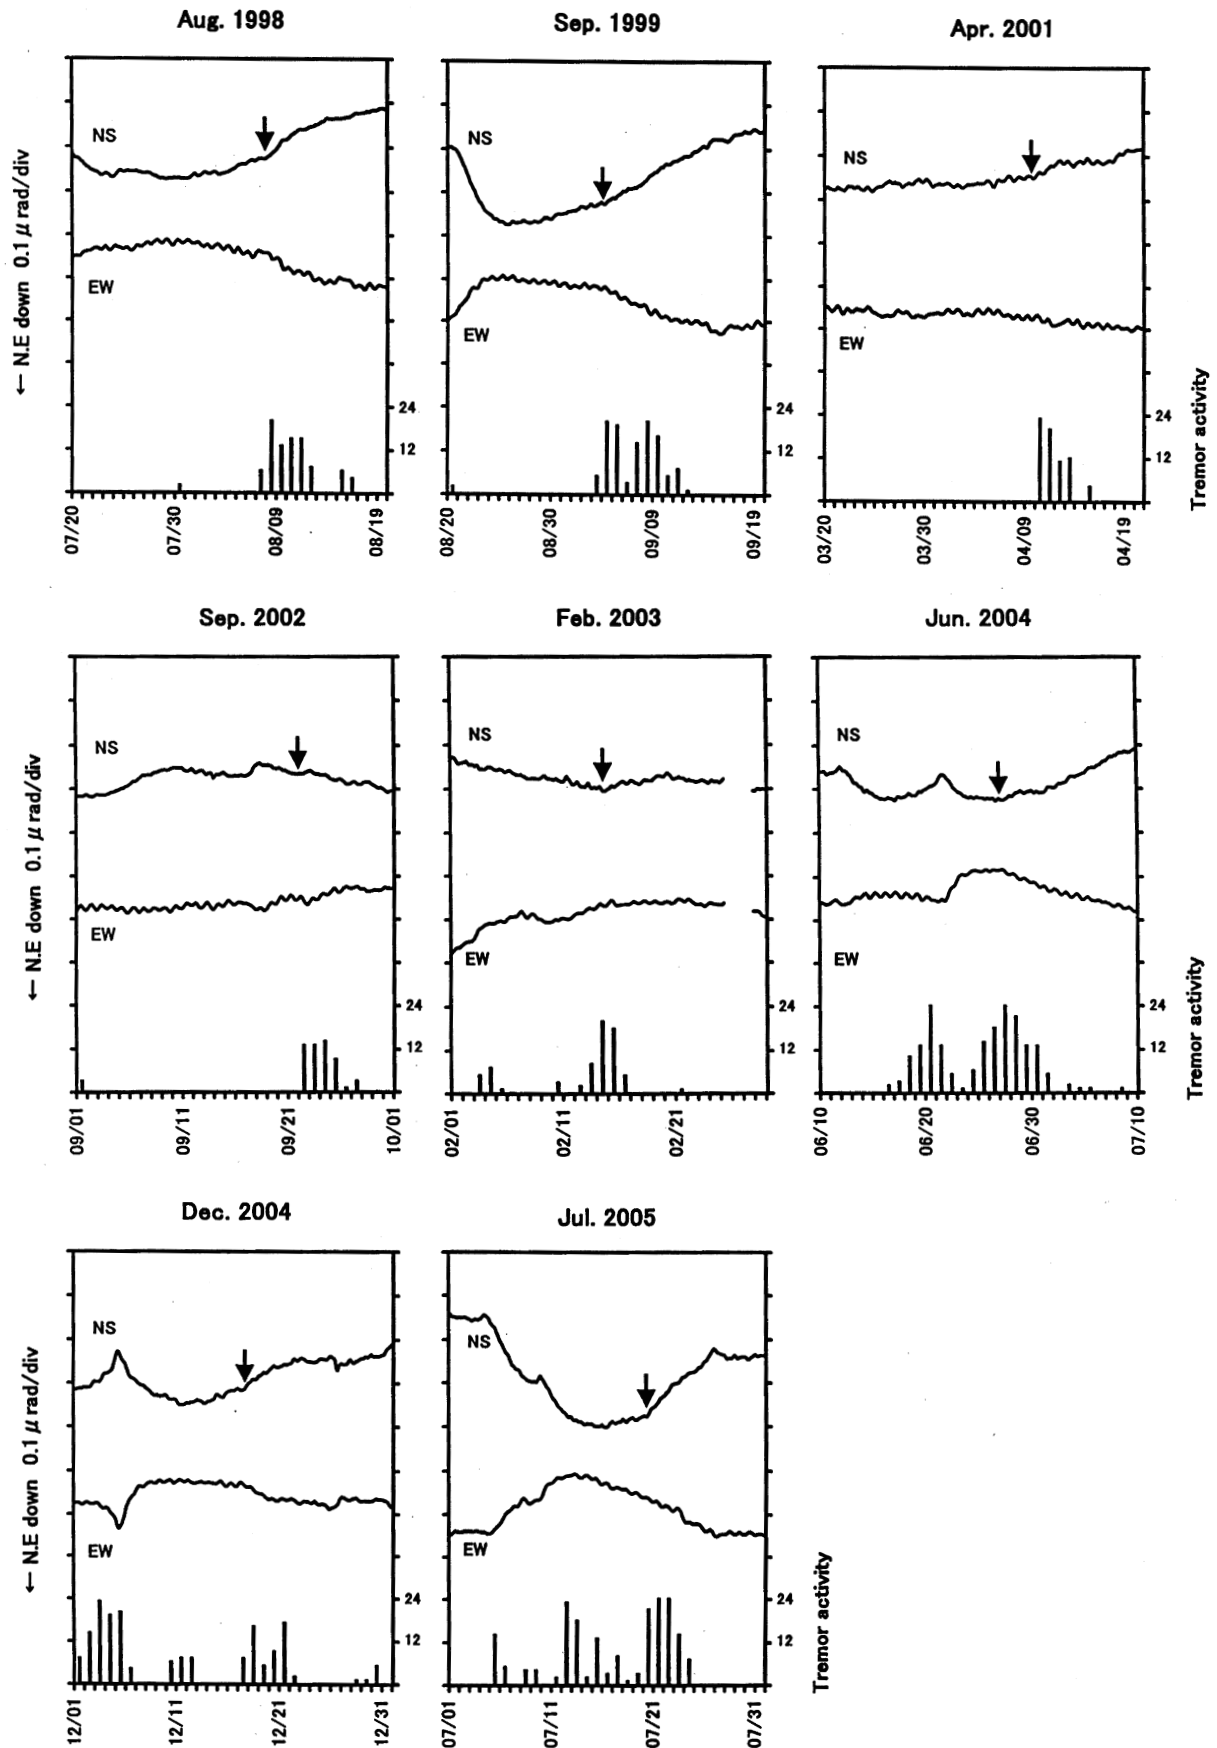 Aug. 1998
Sep. 1999
Apr. 2001
← N.E down 0.1 μ rad/div
NS
EW
24
12
07/20
07/30
08/09
08/19
NS
EW
24
12
08/20
08/30
09/09
09/19
NS
EW
24
12
03/20
03/30
04/09
04/19
Tremor activity
Sep. 2002
Feb. 2003
Jun. 2004
← N.E down 0.1 μ rad/div
NS
EW
24
12
09/01
09/11
09/21
10/01
NS
EW
24
12
02/01
02/11
02/21
NS
EW
24
12
06/10
06/20
06/30
07/10
Tremor activity
Dec. 2004
Jul. 2005
← N.E down 0.1 μ rad/div
NS
EW
24
12
12/01
12/11
12/21
12/31
NS
EW
24
12
07/01
07/11
07/21
07/31
Tremor activity